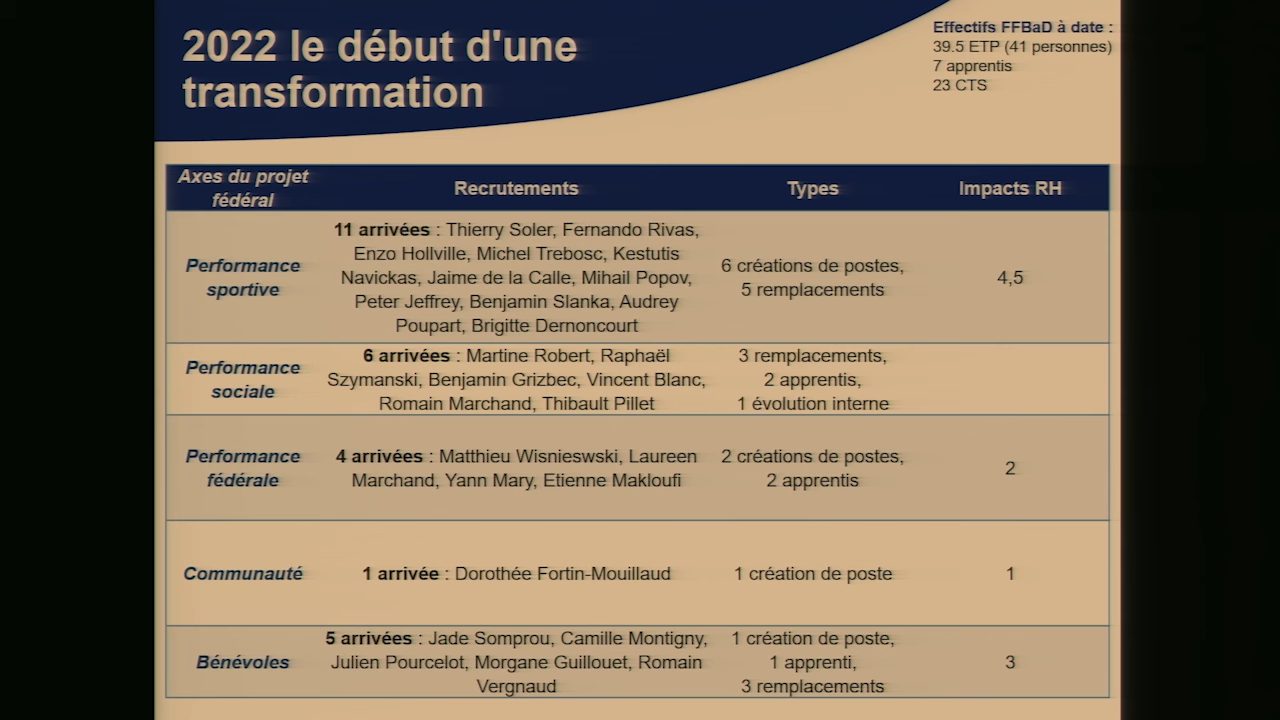 2022 le début d'une
transformation
Effectifs FFBaD à date :
39.5 ETP (41 personnes)
7 apprentis
23 CTS
Axes du projet
fédéral
Recrutements
Types
Impacts RH
Performance
sportive
11 arrivées : Thierry Soler, Fernando Rivas,
Enzo Hollville, Michel Trebosc, Kestutis
Navickas, Jaime de la Calle, Mihail Popov,
Peter Jeffrey, Benjamin Slanka, Audrey
Poupart, Brigitte Dernoncourt
6 créations de postes,
5 remplacements
4,5
Performance
sociale
6 arrivées : Martine Robert, Raphaël
Szymanski, Benjamin Grizbec, Vincent Blanc,
Romain Marchand, Thibault Pillet
3 remplacements,
2 apprentis,
1 évolution interne
Performance
fédérale
4 arrivées : Matthieu Wisnieswski, Laureen
Marchand, Yann Mary, Etienne Makloufi
2 créations de postes,
2 apprentis
2
Communauté
1 arrivée : Dorothée Fortin-Mouillaud
1 création de poste
1
Bénévoles
5 arrivées : Jade Somprou, Camille Montigny,
Julien Pourcelot, Morgane Guillouet, Romain
Vergnaud
1 création de poste,
1 apprenti,
3 remplacements
3